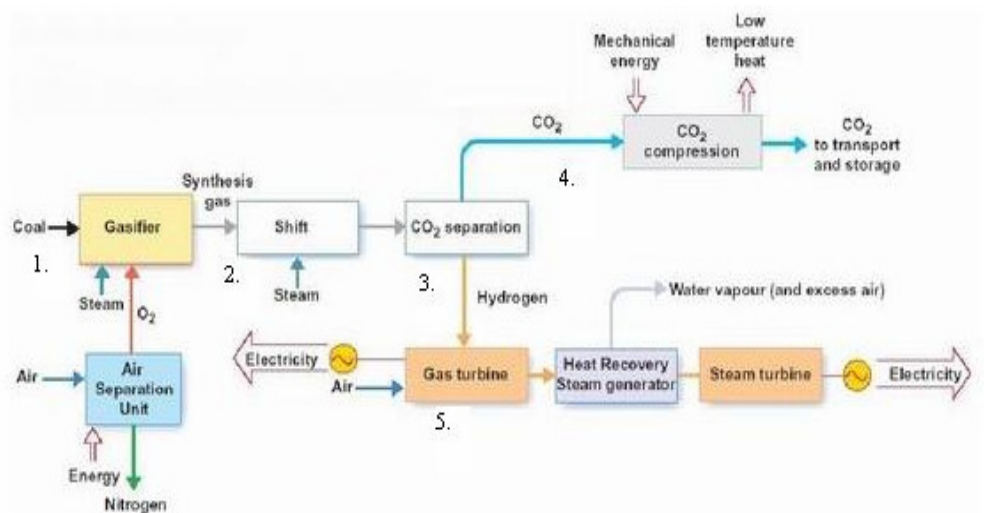 Mechanical
energy
Low
temperature
heat
CO₂
CO₂
compression
CO₂
to transport
and storage
4.
Synthesis
gas
Coal
Gasifier
Shift
CO₂ separation
1.
2.
3.
Steam
O₂
Steam
Hydrogen
Water vapour (and excess air)
Air
Air
Separation
Unit
Electricity
Air
Gas turbine
Heat Recovery
Steam generator
Steam turbine
Electricity
5.
Energy
Nitrogen